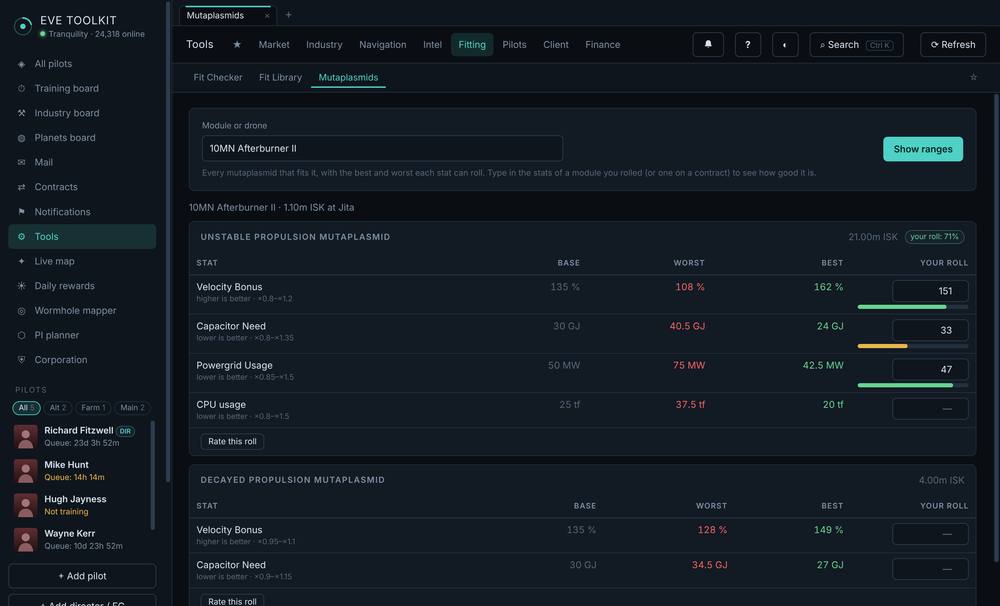 EVE TOOLKIT
Tranquility · 24,318 online
All pilots
Training board
Industry board
Planets board
Mail
Contracts
Notifications
Tools
Live map
Daily rewards
Wormhole mapper
PI planner
Corporation
PILOTS
All 5 Alt 2 Farm 1 Main 2
Richard Fitzwell DIR
Queue: 23d 3h 52m
Mike Hunt
Queue: 14h 14m
Hugh Jayness
Not training
Wayne Kerr
Queue: 10d 23h 52m
+ Add pilot
+ Add director / FC
Mutaplasmids × +
Tools ★ Market Industry Navigation Intel Fitting Pilots Client Finance ? Search Ctrl K ⟳ Refresh
Fit Checker Fit Library Mutaplasmids ☆
Module or drone
10MN Afterburner II
Show ranges
Every mutaplasmid that fits it, with the best and worst each stat can roll. Type in the stats of a module you rolled (or one on a contract) to see how good it is.
10MN Afterburner II · 1.10m ISK at Jita
UNSTABLE PROPULSION MUTAPLASMID 21.00m ISK your roll: 71%
STAT BASE WORST BEST YOUR ROLL
Velocity Bonus 135 % 108 % 162 % 151
higher is better · ×0.8–×1.2
Capacitor Need 30 GJ 40.5 GJ 24 GJ 33
lower is better · ×0.8–×1.35
Powergrid Usage 50 MW 75 MW 42.5 MW 47
lower is better · ×0.85–×1.5
CPU usage 25 tf 37.5 tf 20 tf —
lower is better · ×0.8–×1.5
Rate this roll
DECAYED PROPULSION MUTAPLASMID 4.00m ISK
STAT BASE WORST BEST YOUR ROLL
Velocity Bonus 135 % 128 % 149 % —
higher is better · ×0.95–×1.1
Capacitor Need 30 GJ 34.5 GJ 27 GJ —
lower is better · ×0.9–×1.15
Rate this roll